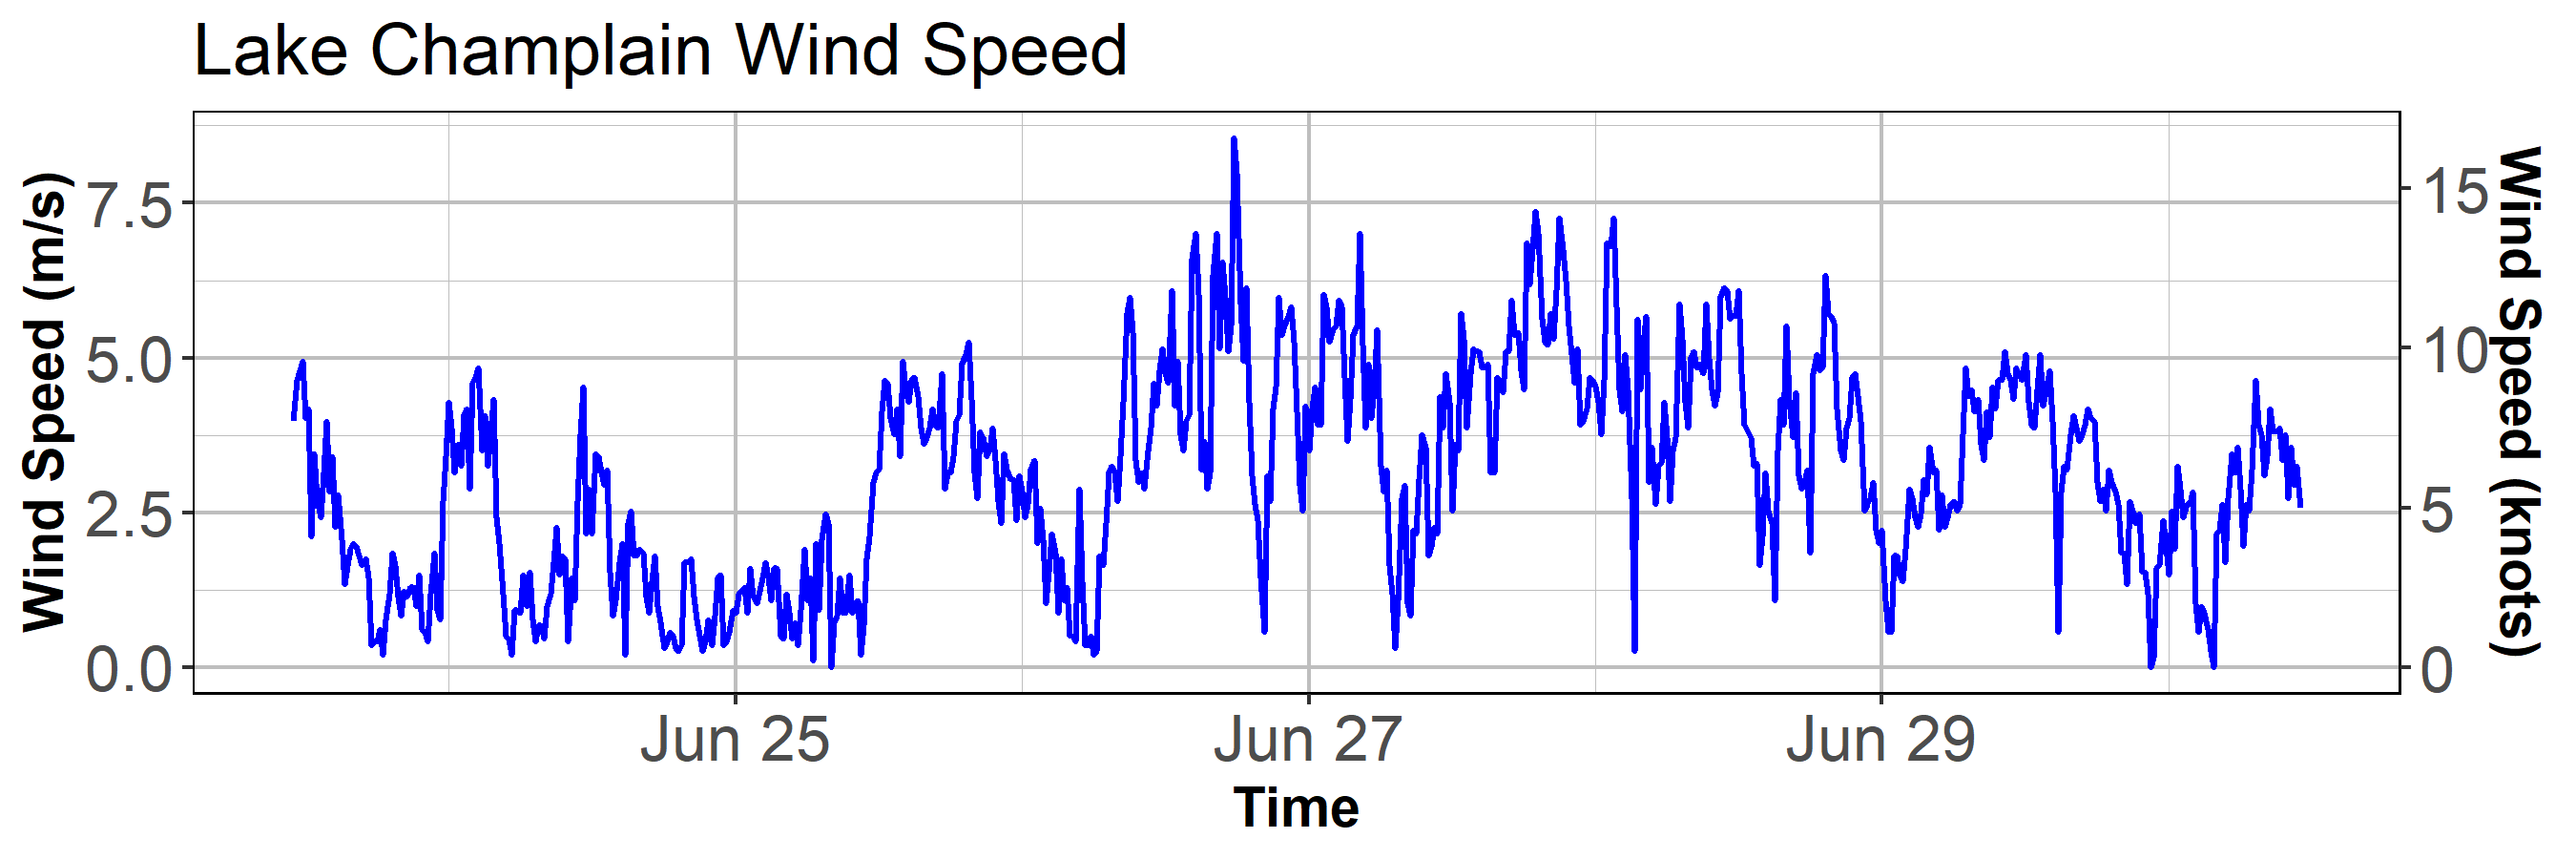 Lake Champlain Wind Speed
Wind Speed (m/s)
7.5
5.0
2.5
0.0
15
10
5
0
Wind Speed (knots)
Jun 25
Jun 27
Jun 29
Time